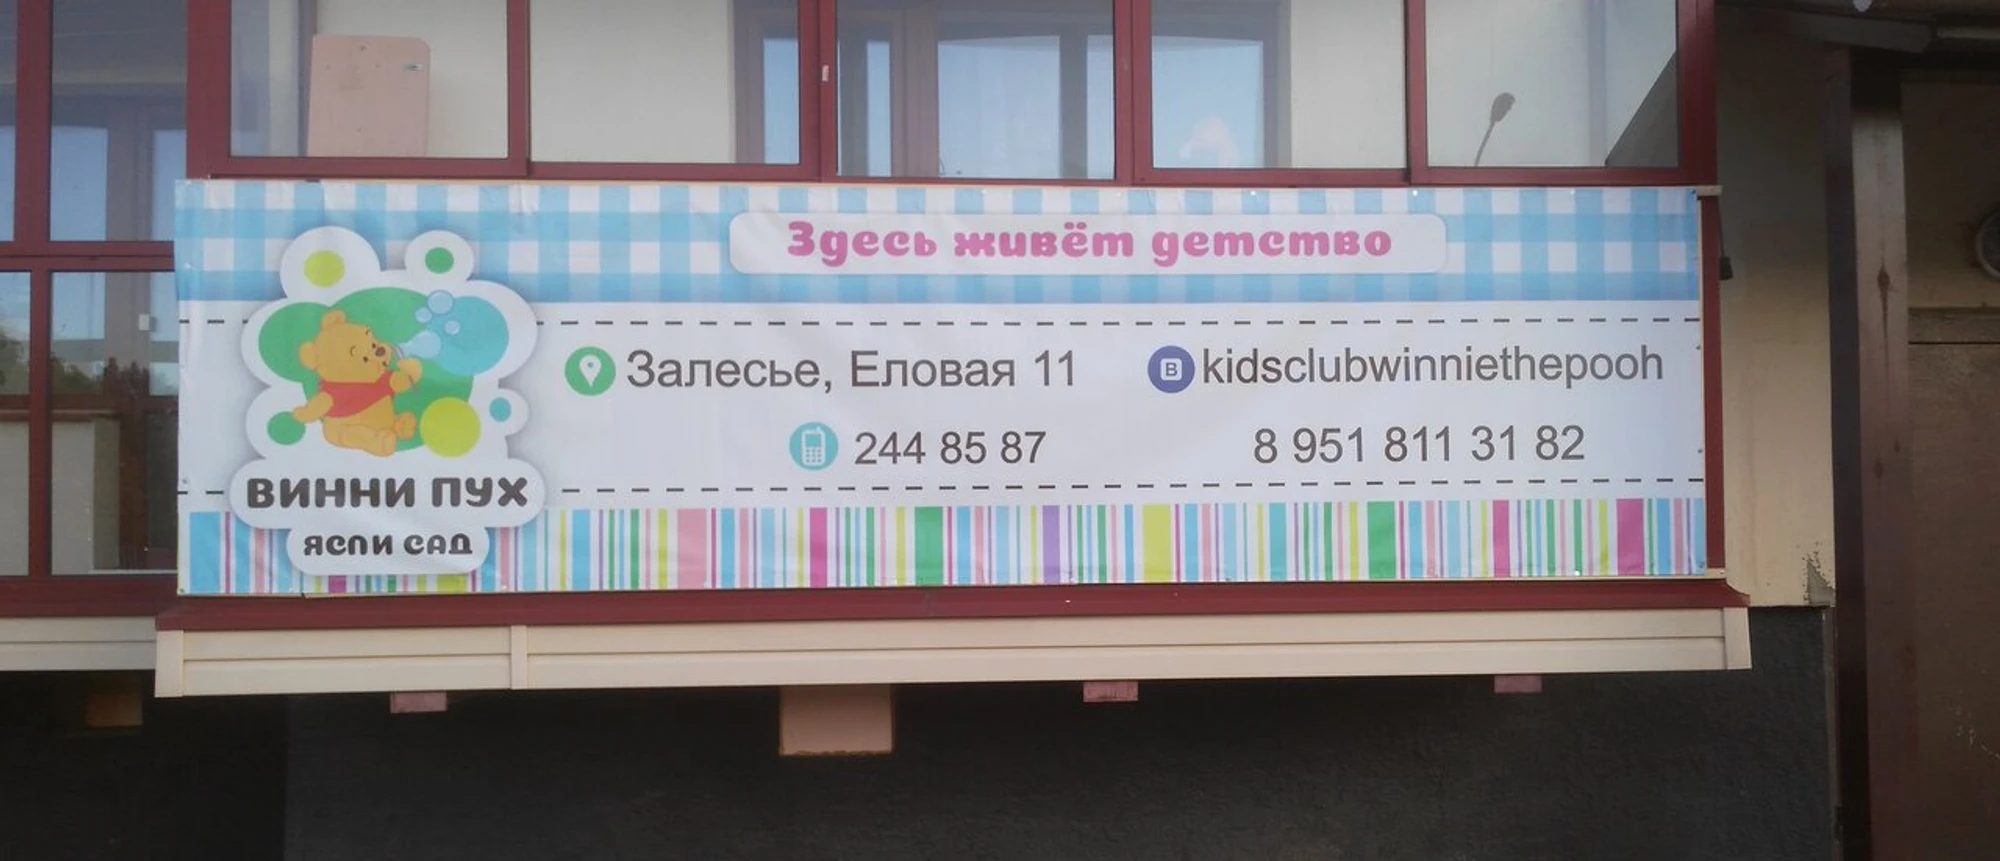 Здесь живёт детство
Залесье, Еловая 11
kidsclubwinniethepooh
244 85 87
8 951 811 31 82
ВИННИ ПУХ
ЯСЛИ САД